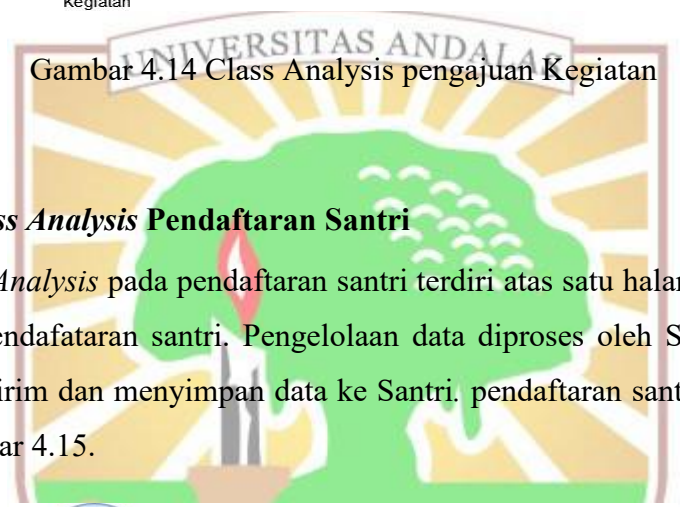 Kegiatan
UNIVERSITAS ANDALAS
Gambar 4.14 Class Analysis pengajuan Kegiatan
ss Analysis Pendaftaran Santri
Analysis pada pendaftaran santri terdiri atas satu halar
endafataran santri. Pengelolaan data diproses oleh S
irim dan menyimpan data ke Santri. pendaftaran sant
ar 4.15.